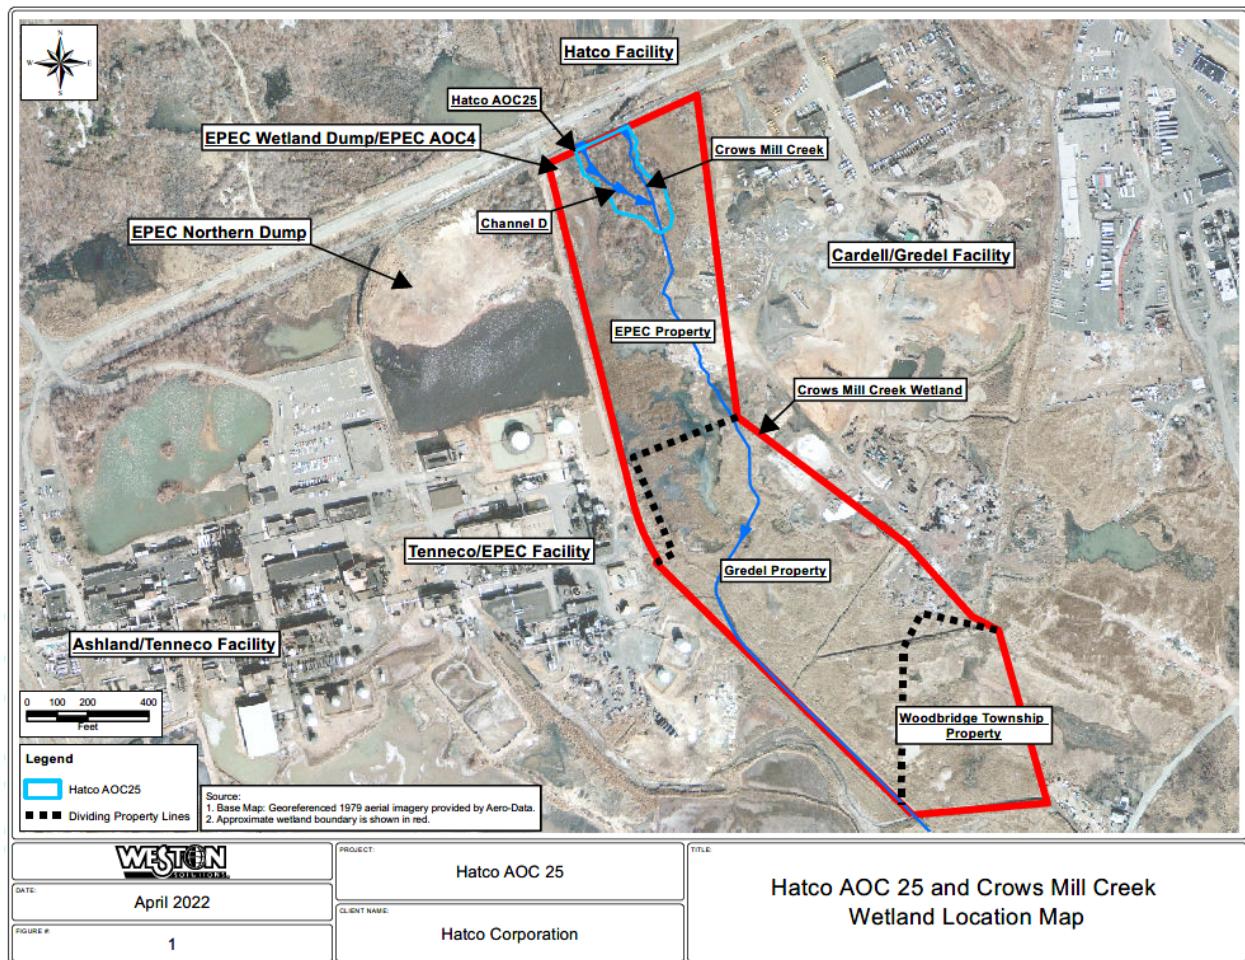 N
W E
S
Hatco Facility
Hatco AOC25
EPEC Wetland Dump/EPEC AOC4
Crows Mill Creek
Channel D
EPEC Northern Dump
Cardell/Gredel Facility
EPEC Property
Crows Mill Creek Wetland
Tenneco/EPEC Facility
Gredel Property
Ashland/Tenneco Facility
Woodbridge Township
Property
0 100 200 400
Feet
Legend
Hatco AOC25
Dividing Property Lines
Source:
1. Base Map: Georeferenced 1979 aerial imagery provided by Aero-Data.
2. Approximate wetland boundary is shown in red.
WESTON
SOLUTIONS
DATE:
April 2022
FIGURE #:
1
PROJECT:
Hatco AOC 25
CLIENT NAME:
Hatco Corporation
TITLE:
Hatco AOC 25 and Crows Mill Creek
Wetland Location Map